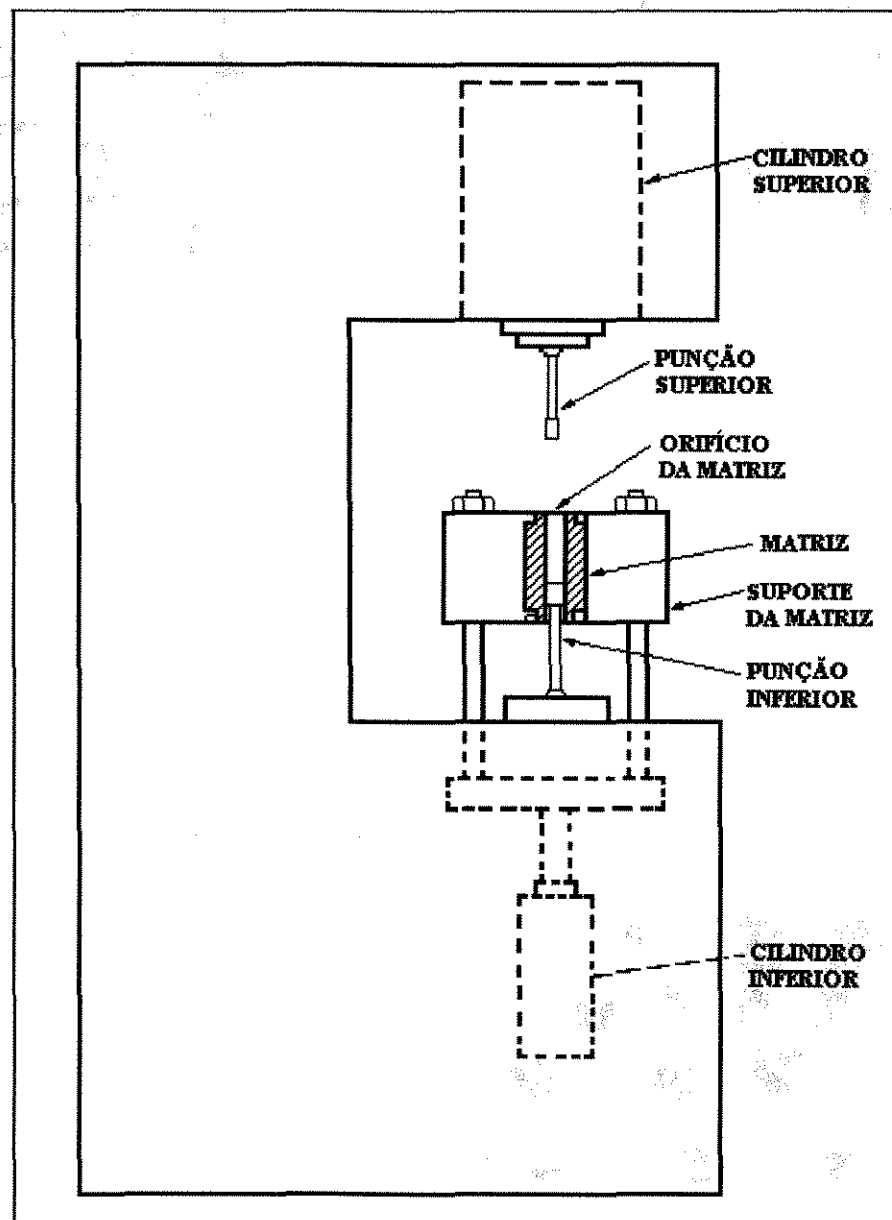 CILINDRO
SUPERIOR
PUNÇÃO
SUPERIOR
ORIFÍCIO
DA MATRIZ
MATRIZ
SUPORTE
DA MATRIZ
PUNÇÃO
INFERIOR
CILINDRO
INFERIOR